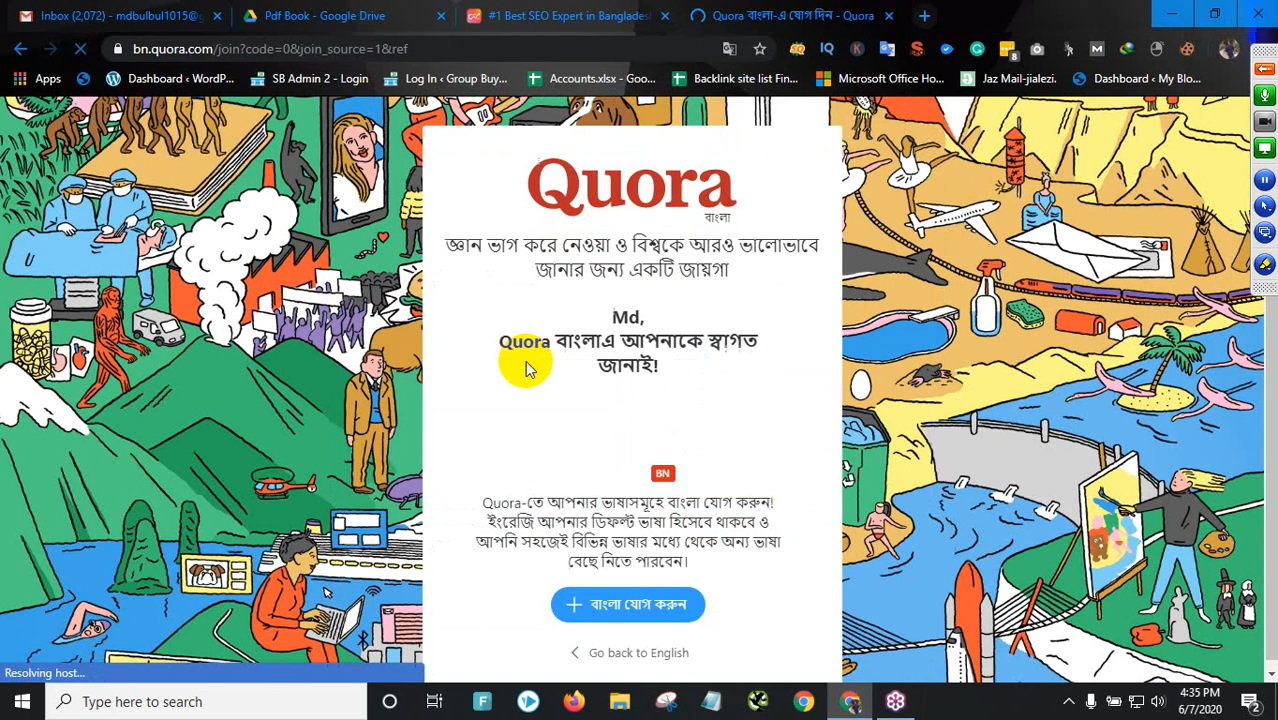 Inbox (2,072) - mdbulbul1015@g
Pdf Book - Google Drive
#1 Best SEO Expert in Bangladesh
Quora বাংলা-এ যোগ দিন - Quora
bn.quora.com/join?code=0&join_source=1&ref
Apps
Dashboard ‹ WordP...
SB Admin 2 - Login
Log In ‹ Group Buy...
Accounts.xlsx - Goo...
Backlink site list Fin...
Microsoft Office Ho...
Jaz Mail-jialezi.
Dashboard ‹ My Blo...
Quora
বাংলা
জ্ঞান ভাগ করে নেওয়া ও বিশ্বকে আরও ভালোভাবে
জানার জন্য একটি জায়গা
Md,
Quora বাংলাএ আপনাকে স্বাগত
জানাই!
BN
Quora-তে আপনার ভাষাসমূহে বাংলা যোগ করুন!
ইংরেজি আপনার ডিফল্ট ভাষা হিসেবে থাকবে ও
আপনি সহজেই বিভিন্ন ভাষার মধ্যে থেকে অন্য ভাষা
বেছে নিতে পারবেন।
বাংলা যোগ করুন
Go back to English
Resolving host...
Type here to search
4:35 PM
6/7/2020
2